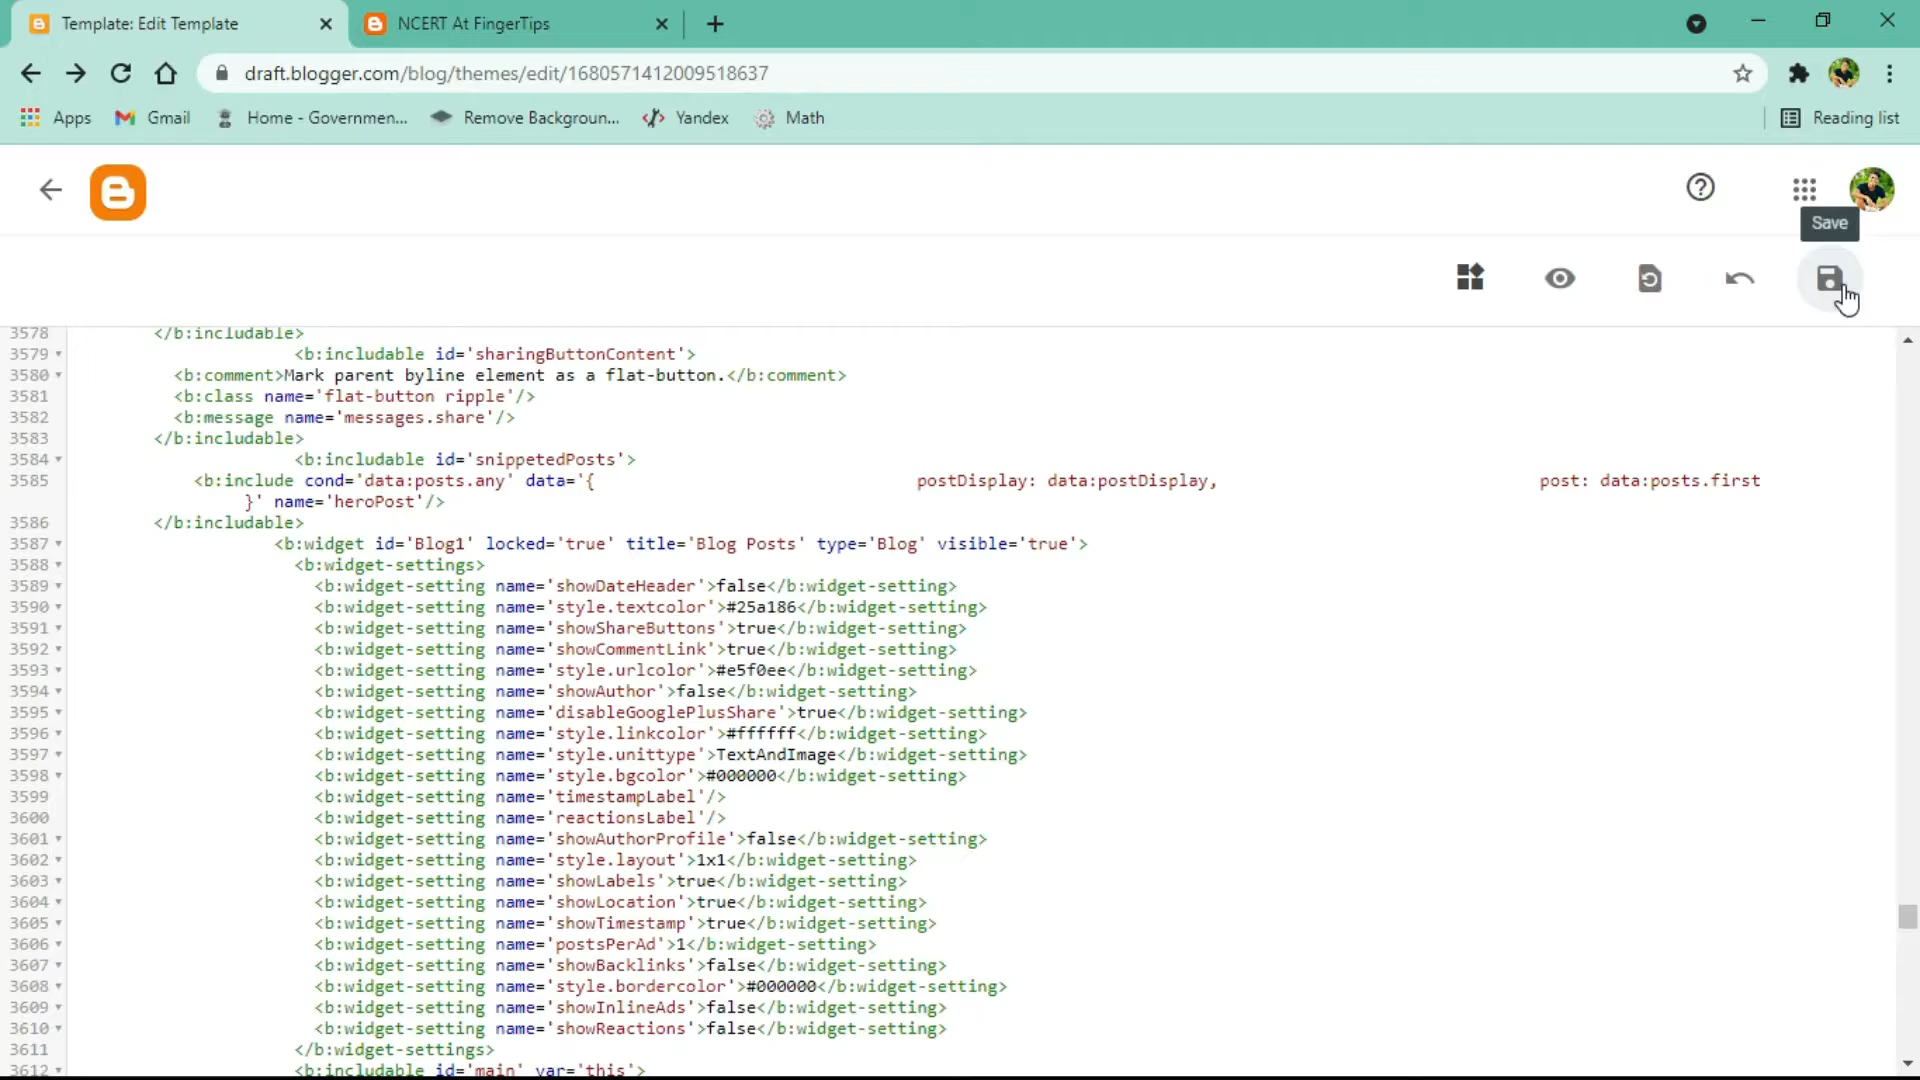 Template: Edit Template
NCERT At FingerTips
draft.blogger.com/blog/themes/edit/1680571412009518637
Apps
Gmail
Home - Governmen...
Remove Backgroun...
Yandex
Math
Reading list
Save
3578 </b:includable>
3579 <b:includable id='sharingButtonContent'>
3580 <b:comment>Mark parent byline element as a flat-button.</b:comment>
3581 <b:class name='flat-button ripple'/>
3582 <b:message name='messages.share'/>
3583 </b:includable>
3584 <b:includable id='snippetedPosts'>
3585 <b:include cond='data:posts.any' data='{ postDisplay: data:postDisplay, post: data:posts.first
}' name='heroPost'/>
3586 </b:includable>
3587 <b:widget id='Blog1' locked='true' title='Blog Posts' type='Blog' visible='true'>
3588 <b:widget-settings>
3589 <b:widget-setting name='showDateHeader'>false</b:widget-setting>
3590 <b:widget-setting name='style.textcolor'>#25a186</b:widget-setting>
3591 <b:widget-setting name='showShareButtons'>true</b:widget-setting>
3592 <b:widget-setting name='showCommentLink'>true</b:widget-setting>
3593 <b:widget-setting name='style.urlcolor'>#e5f0ee</b:widget-setting>
3594 <b:widget-setting name='showAuthor'>false</b:widget-setting>
3595 <b:widget-setting name='disableGooglePlusShare'>true</b:widget-setting>
3596 <b:widget-setting name='style.linkcolor'>#ffffff</b:widget-setting>
3597 <b:widget-setting name='style.unittype'>TextAndImage</b:widget-setting>
3598 <b:widget-setting name='style.bgcolor'>#000000</b:widget-setting>
3599 <b:widget-setting name='timestampLabel'/>
3600 <b:widget-setting name='reactionsLabel'/>
3601 <b:widget-setting name='showAuthorProfile'>false</b:widget-setting>
3602 <b:widget-setting name='style.layout'>1x1</b:widget-setting>
3603 <b:widget-setting name='showLabels'>true</b:widget-setting>
3604 <b:widget-setting name='showLocation'>true</b:widget-setting>
3605 <b:widget-setting name='showTimestamp'>true</b:widget-setting>
3606 <b:widget-setting name='postsPerAd'>1</b:widget-setting>
3607 <b:widget-setting name='showBacklinks'>false</b:widget-setting>
3608 <b:widget-setting name='style.bordercolor'>#000000</b:widget-setting>
3609 <b:widget-setting name='showInlineAds'>false</b:widget-setting>
3610 <b:widget-setting name='showReactions'>false</b:widget-setting>
3611 </b:widget-settings>
3612 <b:includable id='main' var='this'>